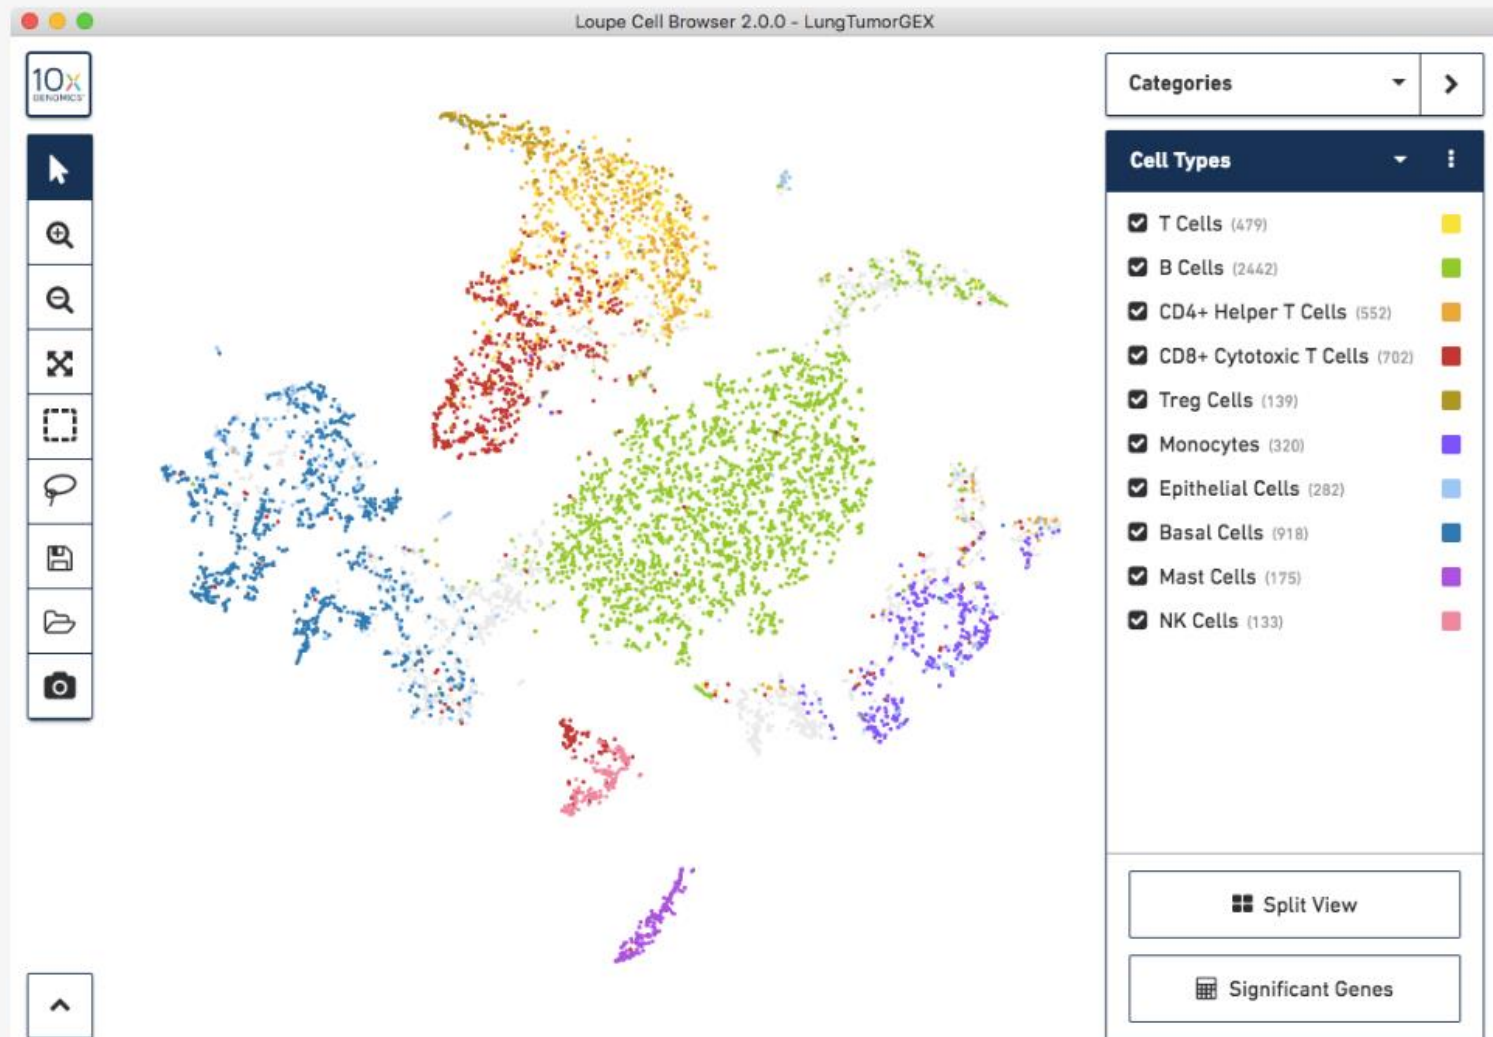 Loupe Cell Browser 2.0.0 - LungTumorGEX
10x
GENOMICS
Categories
Cell Types
T Cells (479)
B Cells (2442)
CD4+ Helper T Cells (552)
CD8+ Cytotoxic T Cells (702)
Treg Cells (139)
Monocytes (320)
Epithelial Cells (282)
Basal Cells (918)
Mast Cells (175)
NK Cells (133)
Split View
Significant Genes